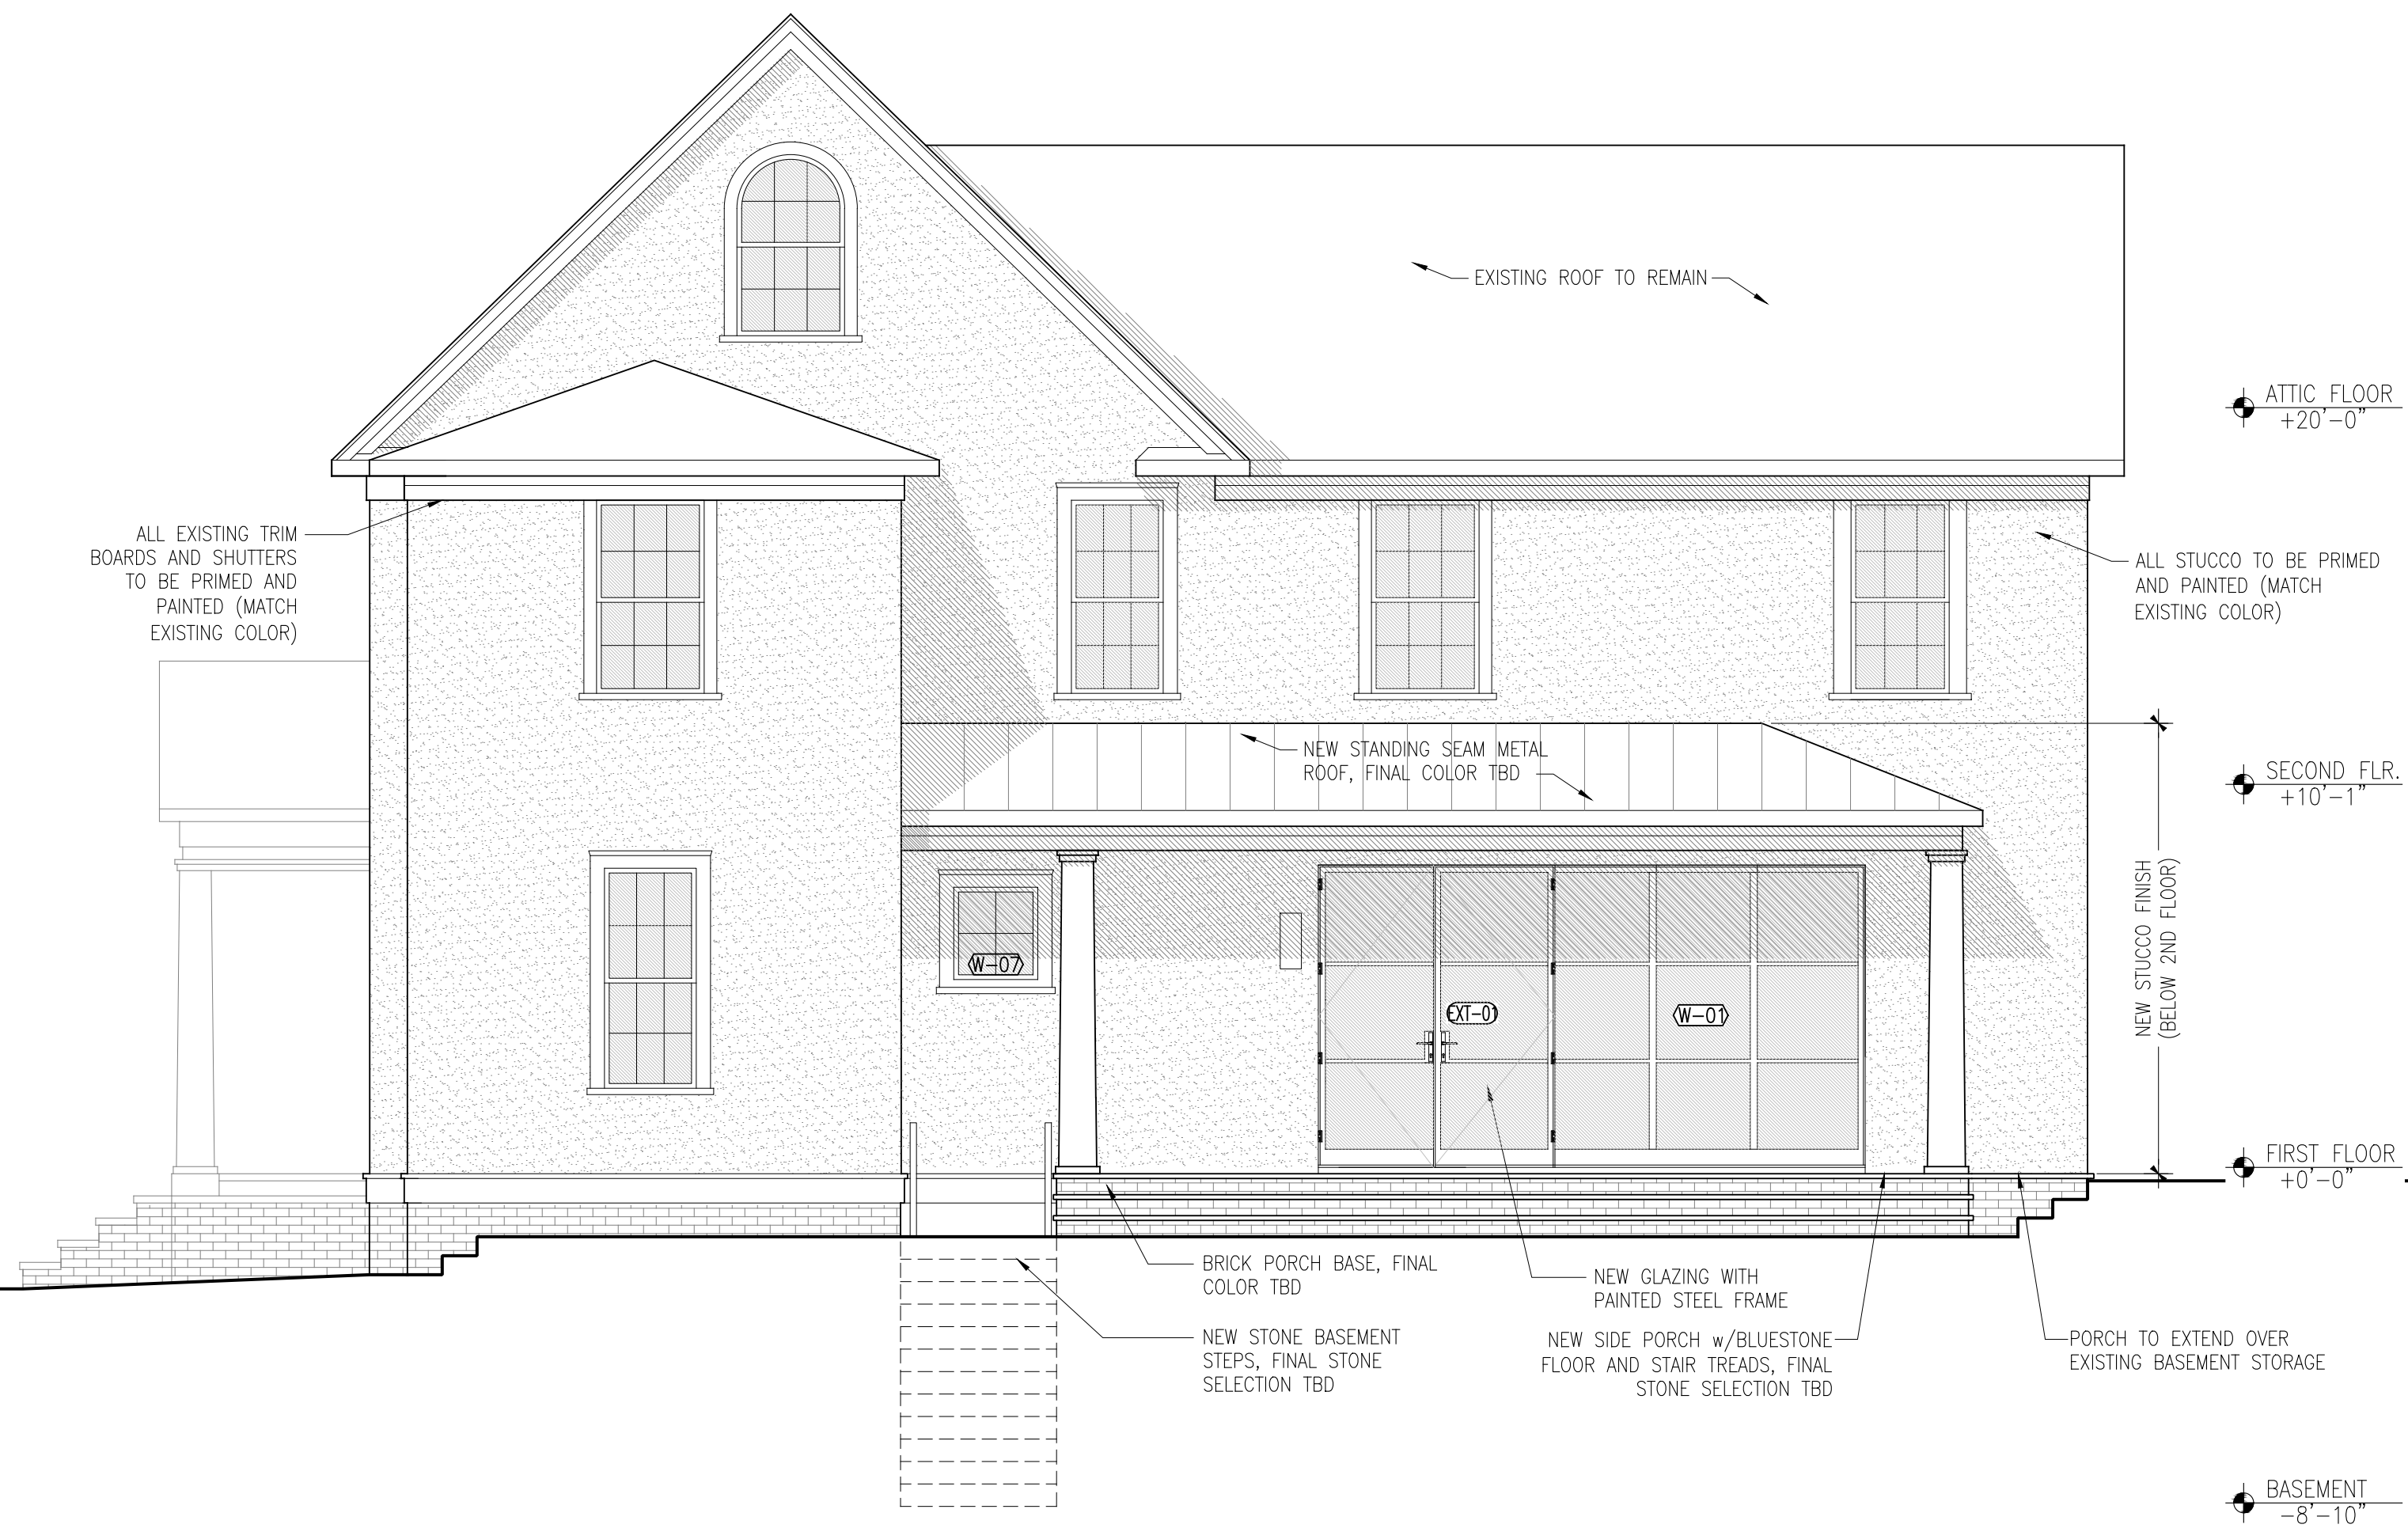 EXISTING ROOF TO REMAIN
ATTIC FLOOR
+20'-0"
ALL EXISTING TRIM
BOARDS AND SHUTTERS
TO BE PRIMED AND
PAINTED (MATCH
EXISTING COLOR)
ALL STUCCO TO BE PRIMED
AND PAINTED (MATCH
EXISTING COLOR)
NEW STANDING SEAM METAL
ROOF, FINAL COLOR TBD
SECOND FLR.
+10'-1"
NEW STUCCO FINISH
(BELOW 2ND FLOOR)
W-07
EXT-01
W-01
FIRST FLOOR
+0'-0"
BRICK PORCH BASE, FINAL
COLOR TBD
NEW GLAZING WITH
PAINTED STEEL FRAME
NEW STONE BASEMENT
STEPS, FINAL STONE
SELECTION TBD
NEW SIDE PORCH w/BLUESTONE
FLOOR AND STAIR TREADS, FINAL
STONE SELECTION TBD
PORCH TO EXTEND OVER
EXISTING BASEMENT STORAGE
BASEMENT
-8'-10"